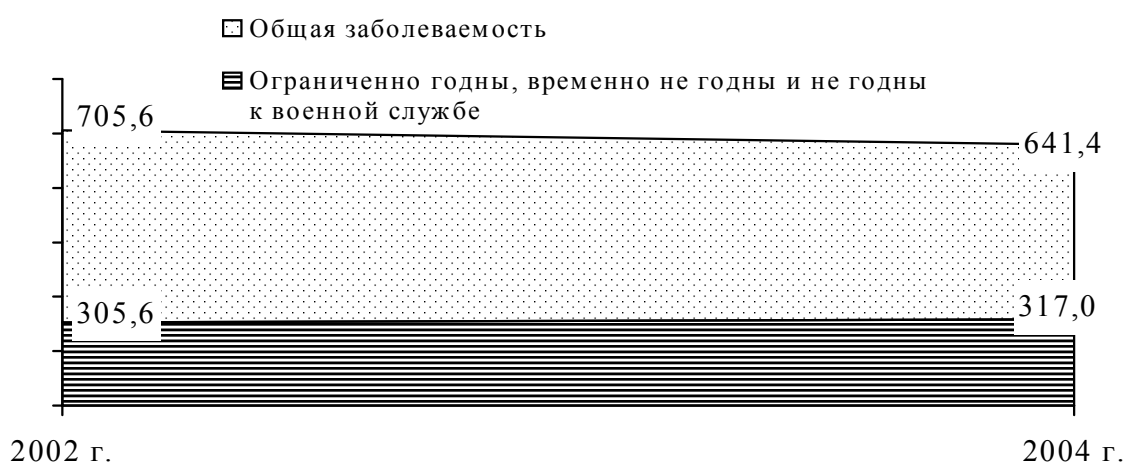 Общая заболеваемость
Ограниченно годны, временно не годны и не годны
к военной службе
705,6
641,4
305,6
317,0
2002 г.
2004 г.